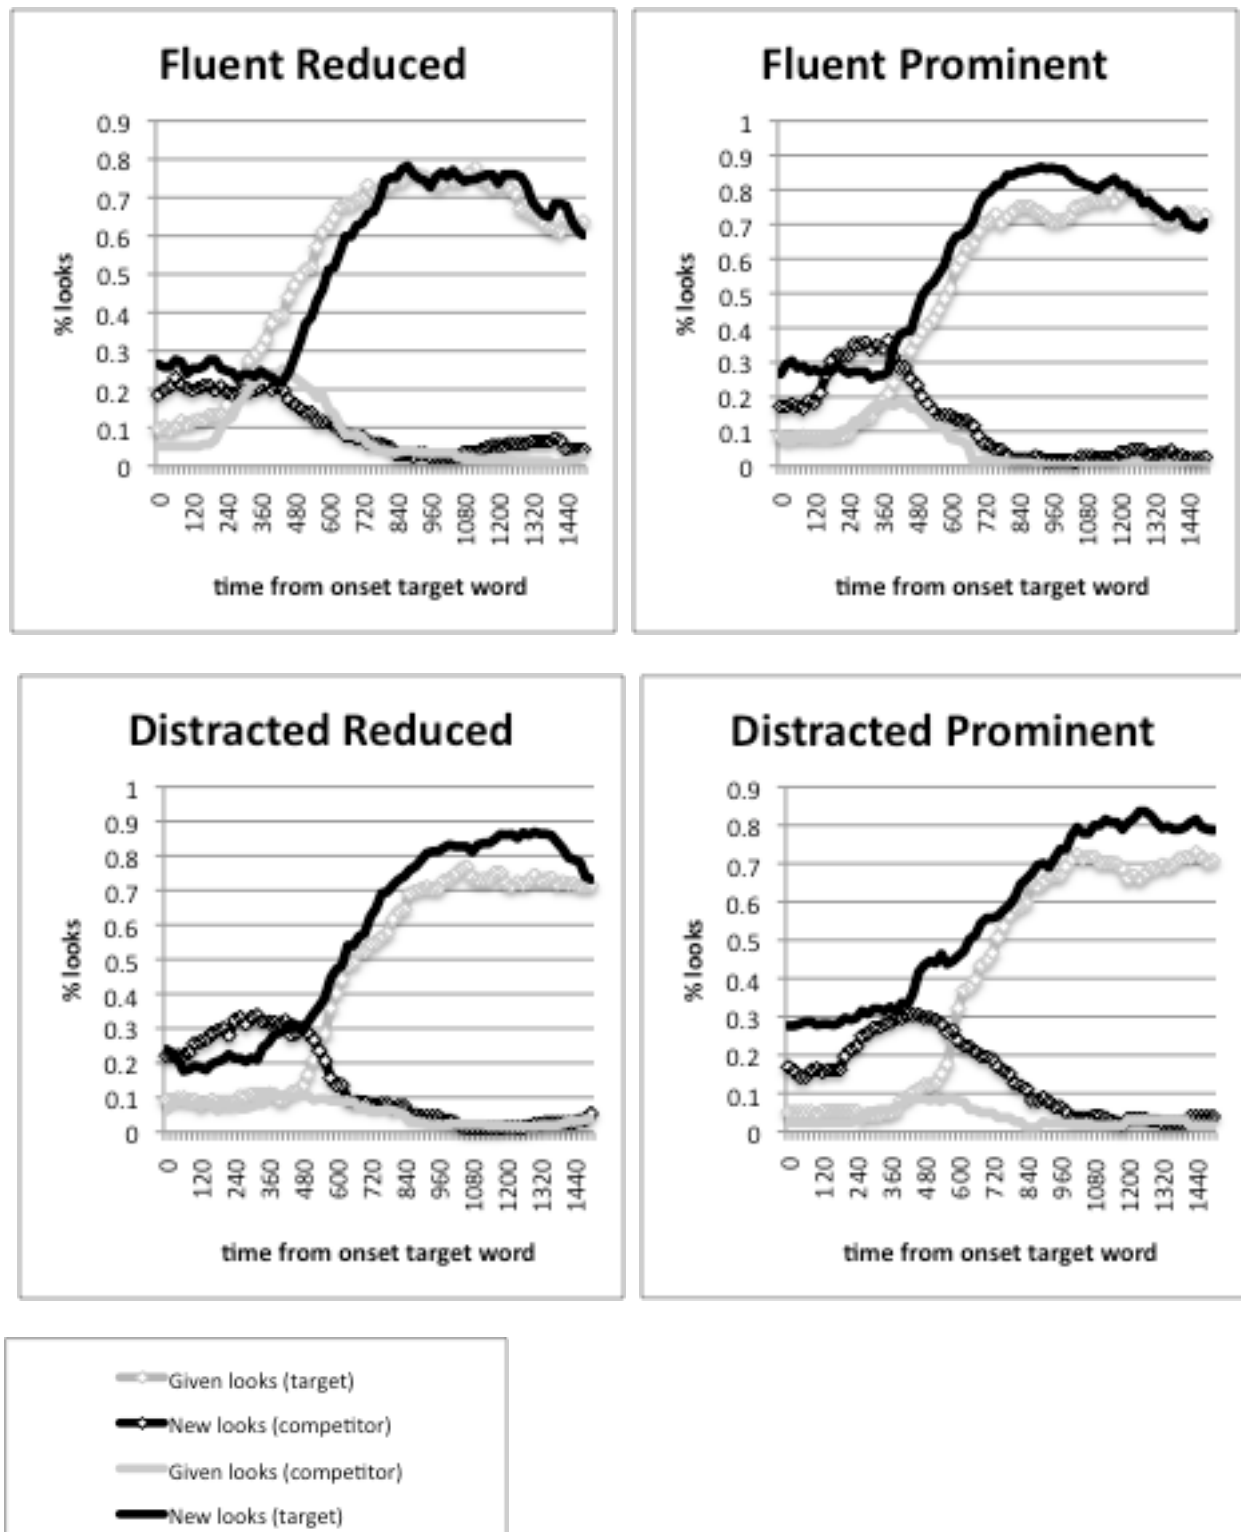 Fluent Reduced
0.9
0.8
0.7
0.6
0.5
0.4
0.3
0.2
0.1
0
% looks
0 120 240 360 480 600 720 840 960 1080 1200 1320 1440
time from onset target word
Fluent Prominent
1
0.9
0.8
0.7
0.6
0.5
0.4
0.3
0.2
0.1
0
% looks
0 120 240 360 480 600 720 840 960 1080 1200 1320 1440
time from onset target word
Distracted Reduced
1
0.9
0.8
0.7
0.6
0.5
0.4
0.3
0.2
0.1
0
% looks
0 120 240 360 480 600 720 840 960 1080 1200 1320 1440
time from onset target word
Distracted Prominent
0.9
0.8
0.7
0.6
0.5
0.4
0.3
0.2
0.1
0
% looks
0 120 240 360 480 600 720 840 960 1080 1200 1320 1440
time from onset target word
Given looks (target)
New looks (competitor)
Given looks (competitor)
New looks (target)